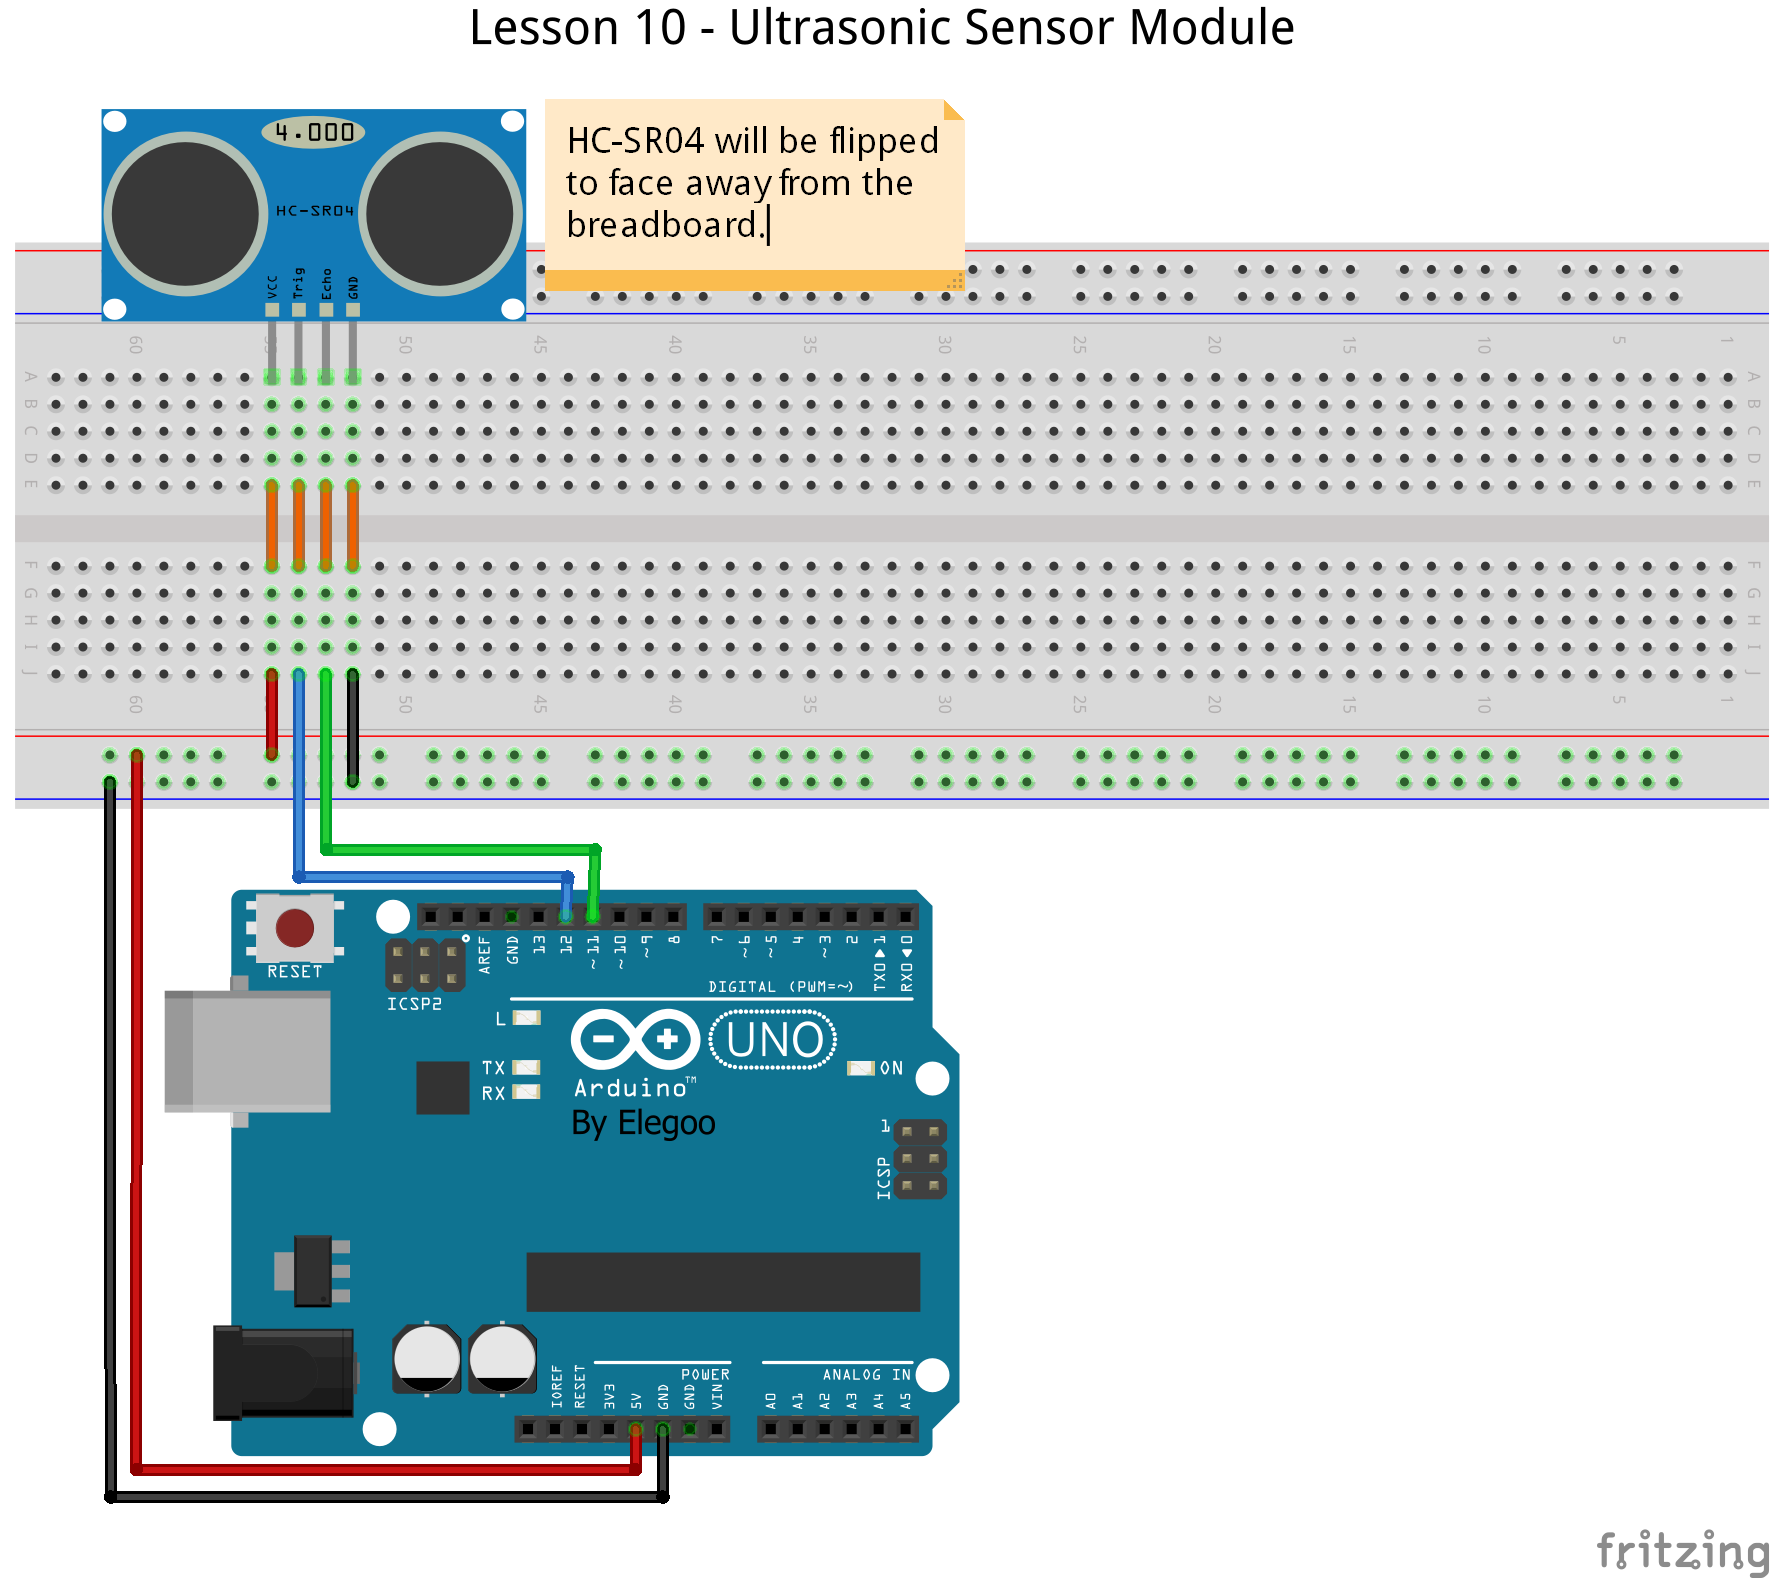 Lesson 10 - Ultrasonic Sensor Module
4.000
HC-SR04
VCC Trig Echo GND
HC-SR04 will be flipped
to face away from the
breadboard.
60 50 45 40 35 30 25 20 15 10 5 1
A A
B B
C C
D D
E E
F F
G G
H H
I I
J J
60 50 45 40 35 30 25 20 15 10 5 1
RESET
ICSP2
AREF GND 13 12 ~11 ~10 ~9 8 7 ~6 ~5 4 ~3 2 TX0▶1 RX0◀0
DIGITAL (PWM=~)
L
TX
RX
UNO
ON
Arduino™
By Elegoo
1
ICSP
POWER
ANALOG IN
IOREF RESET 3V3 5V GND GND VIN A0 A1 A2 A3 A4 A5
fritzing